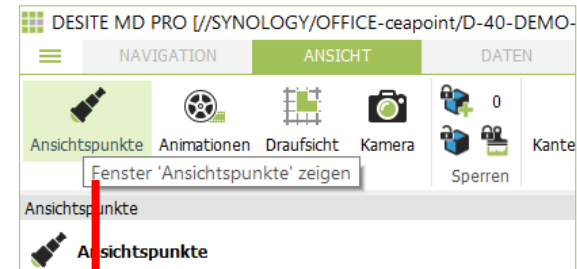 DESITE MD PRO [//SYNOLOGY/OFFICE-ceapoint/D-40-DEMO-
NAVIGATION ANSICHT DATEN
0
Ansichtspunkte Animationen Draufsicht Kamera Kante
Fenster 'Ansichtspunkte' zeigen Sperren
Ansichtspunkte
Ansichtspunkte